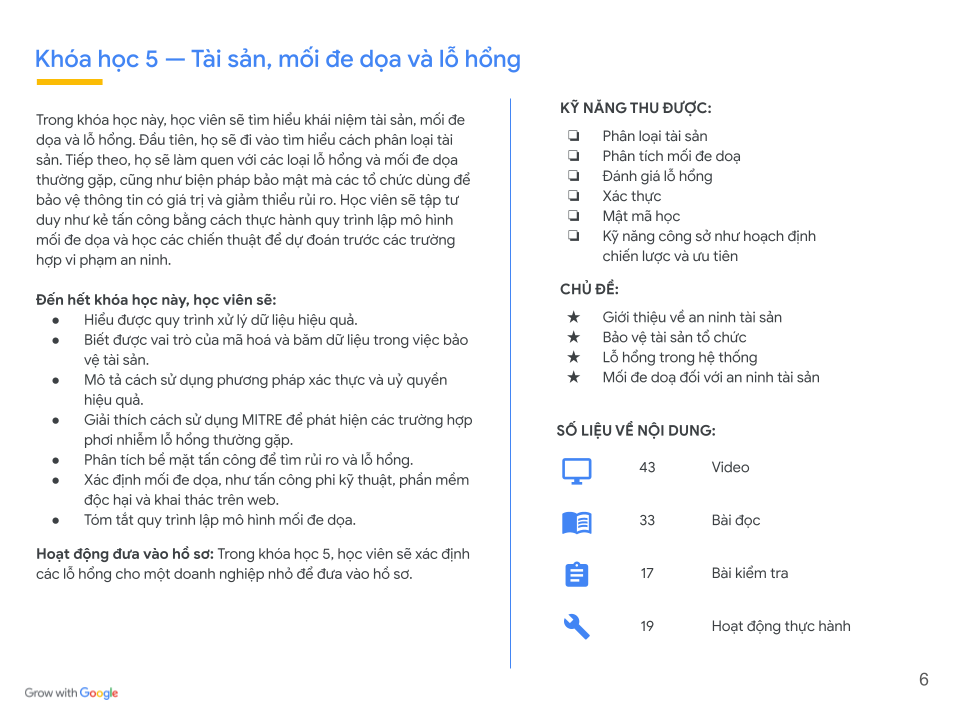 Khóa học 5 — Tài sản, mối đe dọa và lỗ hổng
Trong khóa học này, học viên sẽ tìm hiểu khái niệm tài sản, mối đe
dọa và lỗ hổng. Đầu tiên, họ sẽ đi vào tìm hiểu cách phân loại tài
sản. Tiếp theo, họ sẽ làm quen với các loại lỗ hổng và mối đe dọa
thường gặp, cũng như biện pháp bảo mật mà các tổ chức dùng để
bảo vệ thông tin có giá trị và giảm thiểu rủi ro. Học viên sẽ tập tư
duy như kẻ tấn công bằng cách thực hành quy trình lập mô hình
mối đe dọa và học các chiến thuật để dự đoán trước các trường
hợp vi phạm an ninh.
Đến hết khóa học này, học viên sẽ:
● Hiểu được quy trình xử lý dữ liệu hiệu quả.
● Biết được vai trò của mã hoá và băm dữ liệu trong việc bảo
vệ tài sản.
● Mô tả cách sử dụng phương pháp xác thực và uỷ quyền
hiệu quả.
● Giải thích cách sử dụng MITRE để phát hiện các trường hợp
phơi nhiễm lỗ hổng thường gặp.
● Phân tích bề mặt tấn công để tìm rủi ro và lỗ hổng.
● Xác định mối đe dọa, như tấn công phi kỹ thuật, phần mềm
độc hại và khai thác trên web.
● Tóm tắt quy trình lập mô hình mối đe dọa.
Hoạt động đưa vào hồ sơ: Trong khóa học 5, học viên sẽ xác định
các lỗ hổng cho một doanh nghiệp nhỏ để đưa vào hồ sơ.
KỸ NĂNG THU ĐƯỢC:
❏ Phân loại tài sản
❏ Phân tích mối đe doạ
❏ Đánh giá lỗ hổng
❏ Xác thực
❏ Mật mã học
❏ Kỹ năng công sở như hoạch định
chiến lược và ưu tiên
CHỦ ĐỀ:
★ Giới thiệu về an ninh tài sản
★ Bảo vệ tài sản tổ chức
★ Lỗ hổng trong hệ thống
★ Mối đe doạ đối với an ninh tài sản
SỐ LIỆU VỀ NỘI DUNG:
43 Video
33 Bài đọc
17 Bài kiểm tra
19 Hoạt động thực hành
Grow with Google
6